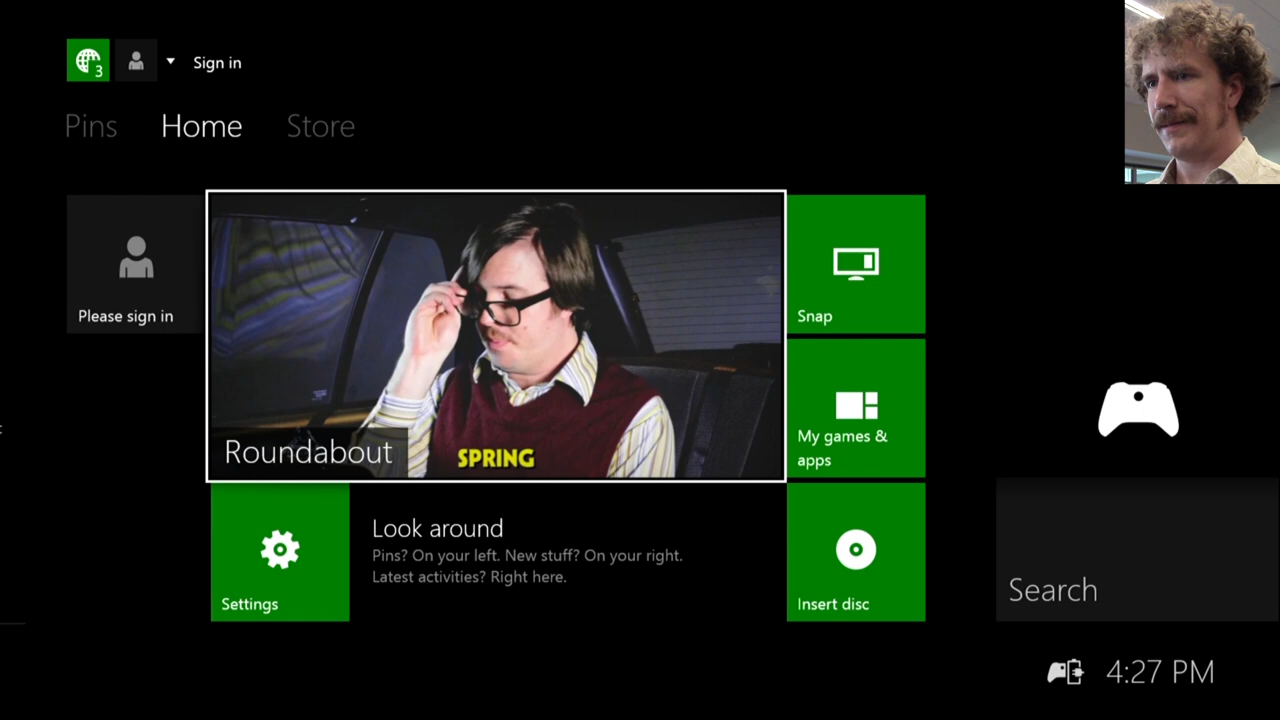 3
Sign in
Pins
Home
Store
Please sign in
Roundabout
SPRING
Snap
My games &
apps
Settings
Look around
Pins? On your left. New stuff? On your right.
Latest activities? Right here.
Insert disc
Search
4:27 PM